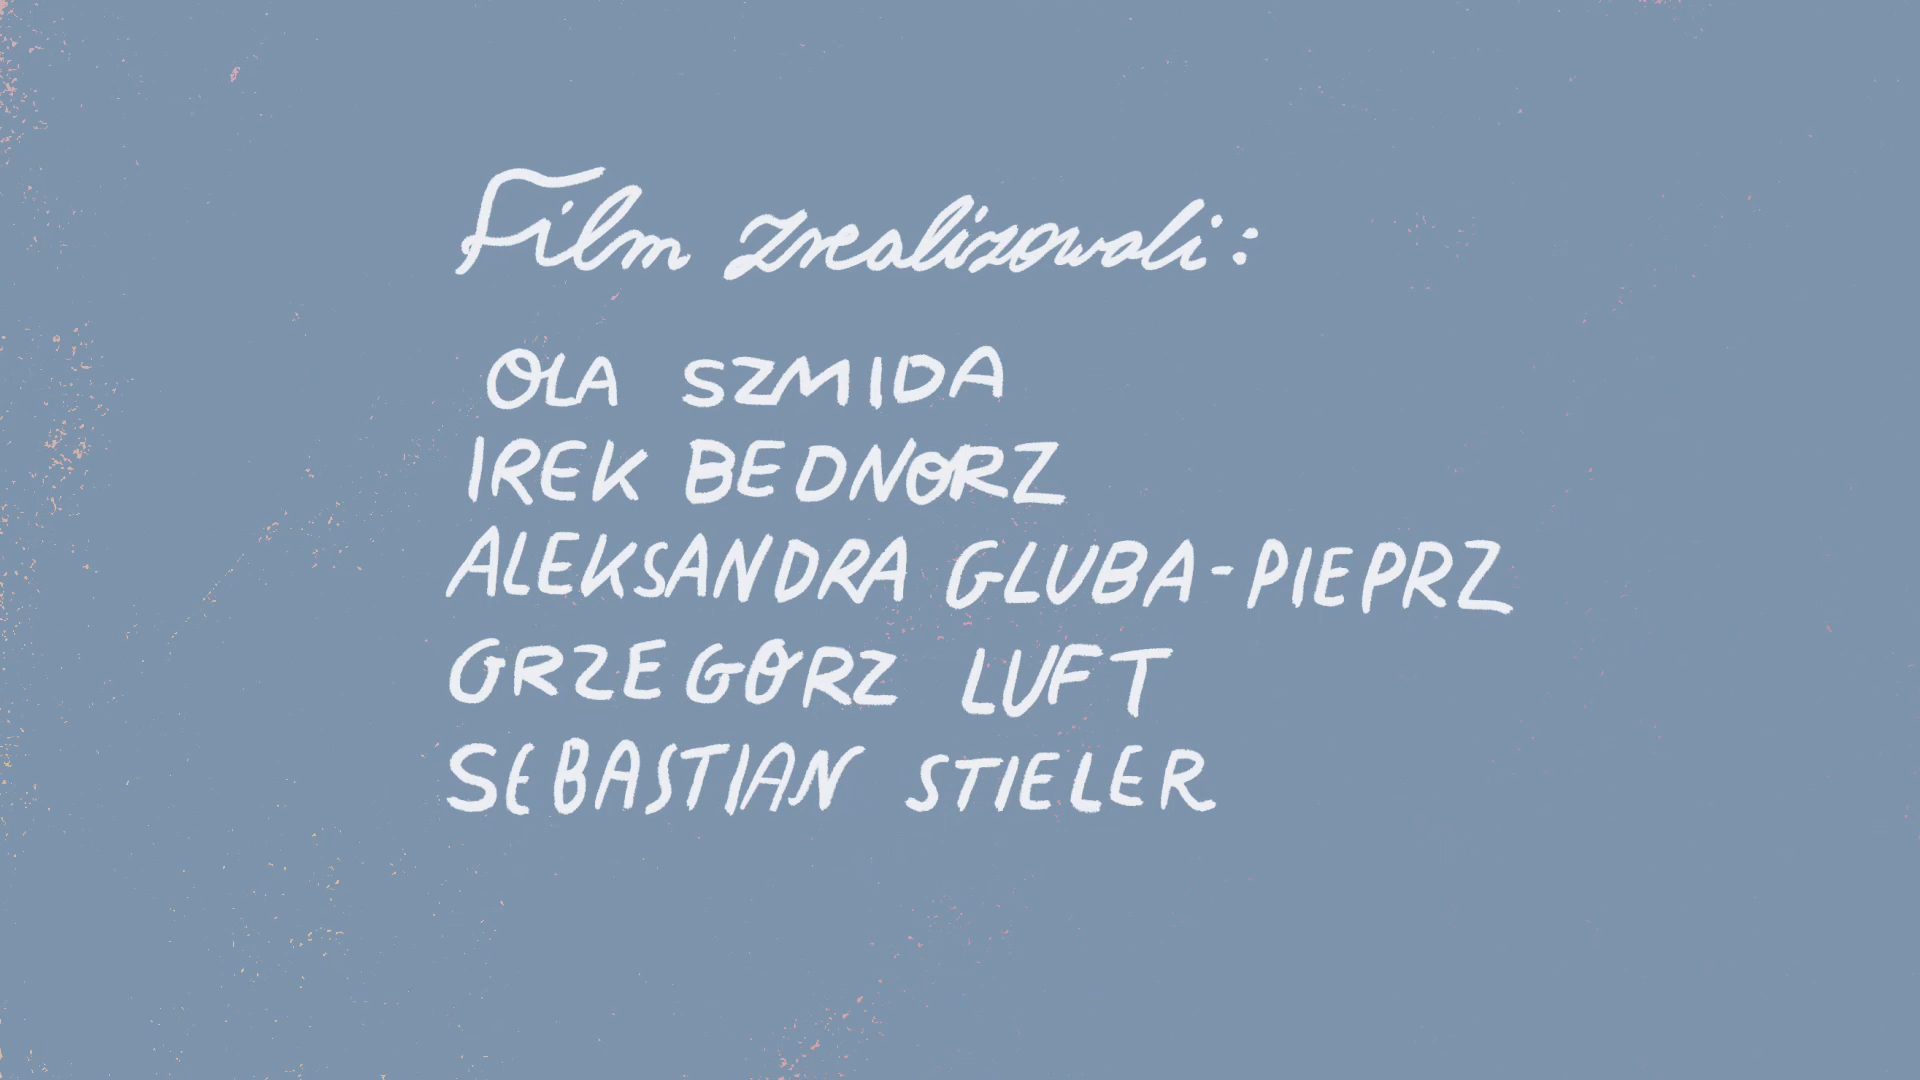 Film zrealizowali:
OLA SZMIDA
IREK BEDNORZ
ALEKSANDRA GLUBA-PIEPRZ
GRZEGORZ LUFT
SEBASTIAN STIELER